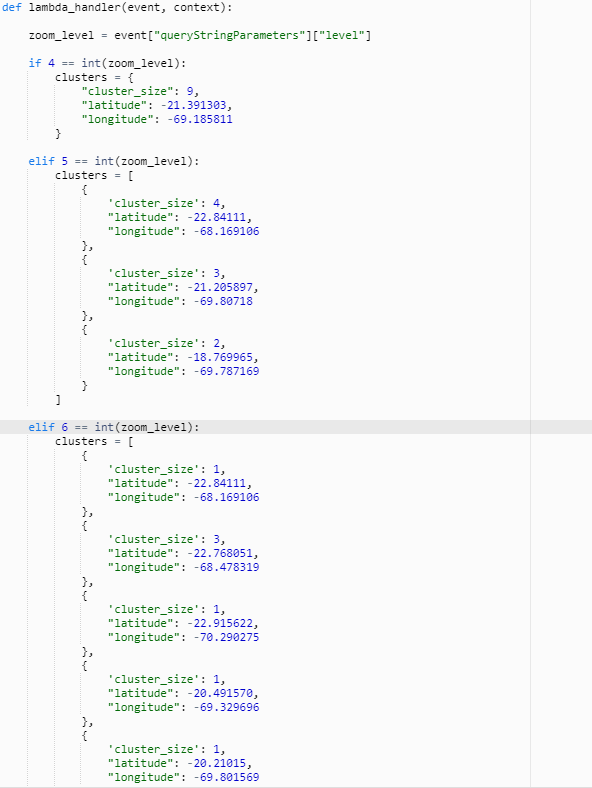 def lambda_handler(event, context):
zoom_level = event["queryStringParameters"]["level"]
if 4 == int(zoom_level):
clusters = {
"cluster_size": 9,
"latitude": -21.391303,
"longitude": -69.185811
}
elif 5 == int(zoom_level):
clusters = [
{
'cluster_size': 4,
"latitude": -22.84111,
"longitude": -68.169106
},
{
'cluster_size': 3,
"latitude": -21.205897,
"longitude": -69.80718
},
{
'cluster_size': 2,
"latitude": -18.769965,
"longitude": -69.787169
}
]
elif 6 == int(zoom_level):
clusters = [
{
'cluster_size': 1,
"latitude": -22.84111,
"longitude": -68.169106
},
{
'cluster_size': 3,
"latitude": -22.768051,
"longitude": -68.478319
},
{
'cluster_size': 1,
"latitude": -22.915622,
"longitude": -70.290275
},
{
'cluster_size': 1,
"latitude": -20.491570,
"longitude": -69.329696
},
{
'cluster_size': 1,
"latitude": -20.21015,
"longitude": -69.801569